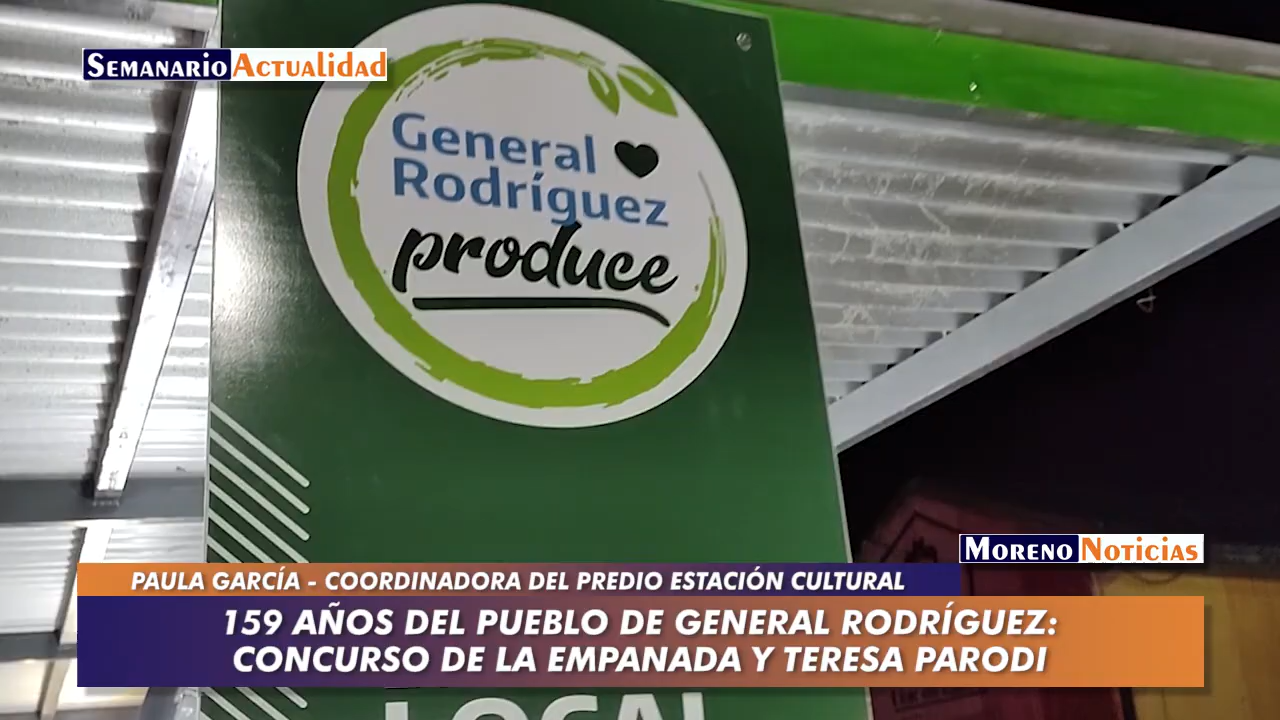 SEMANARIO ACTUALIDAD
General
Rodríguez
produce
MORENO NOTICIAS
PAULA GARCÍA - COORDINADORA DEL PREDIO ESTACIÓN CULTURAL
159 AÑOS DEL PUEBLO DE GENERAL RODRÍGUEZ:
CONCURSO DE LA EMPANADA Y TERESA PARODI
LOCAL